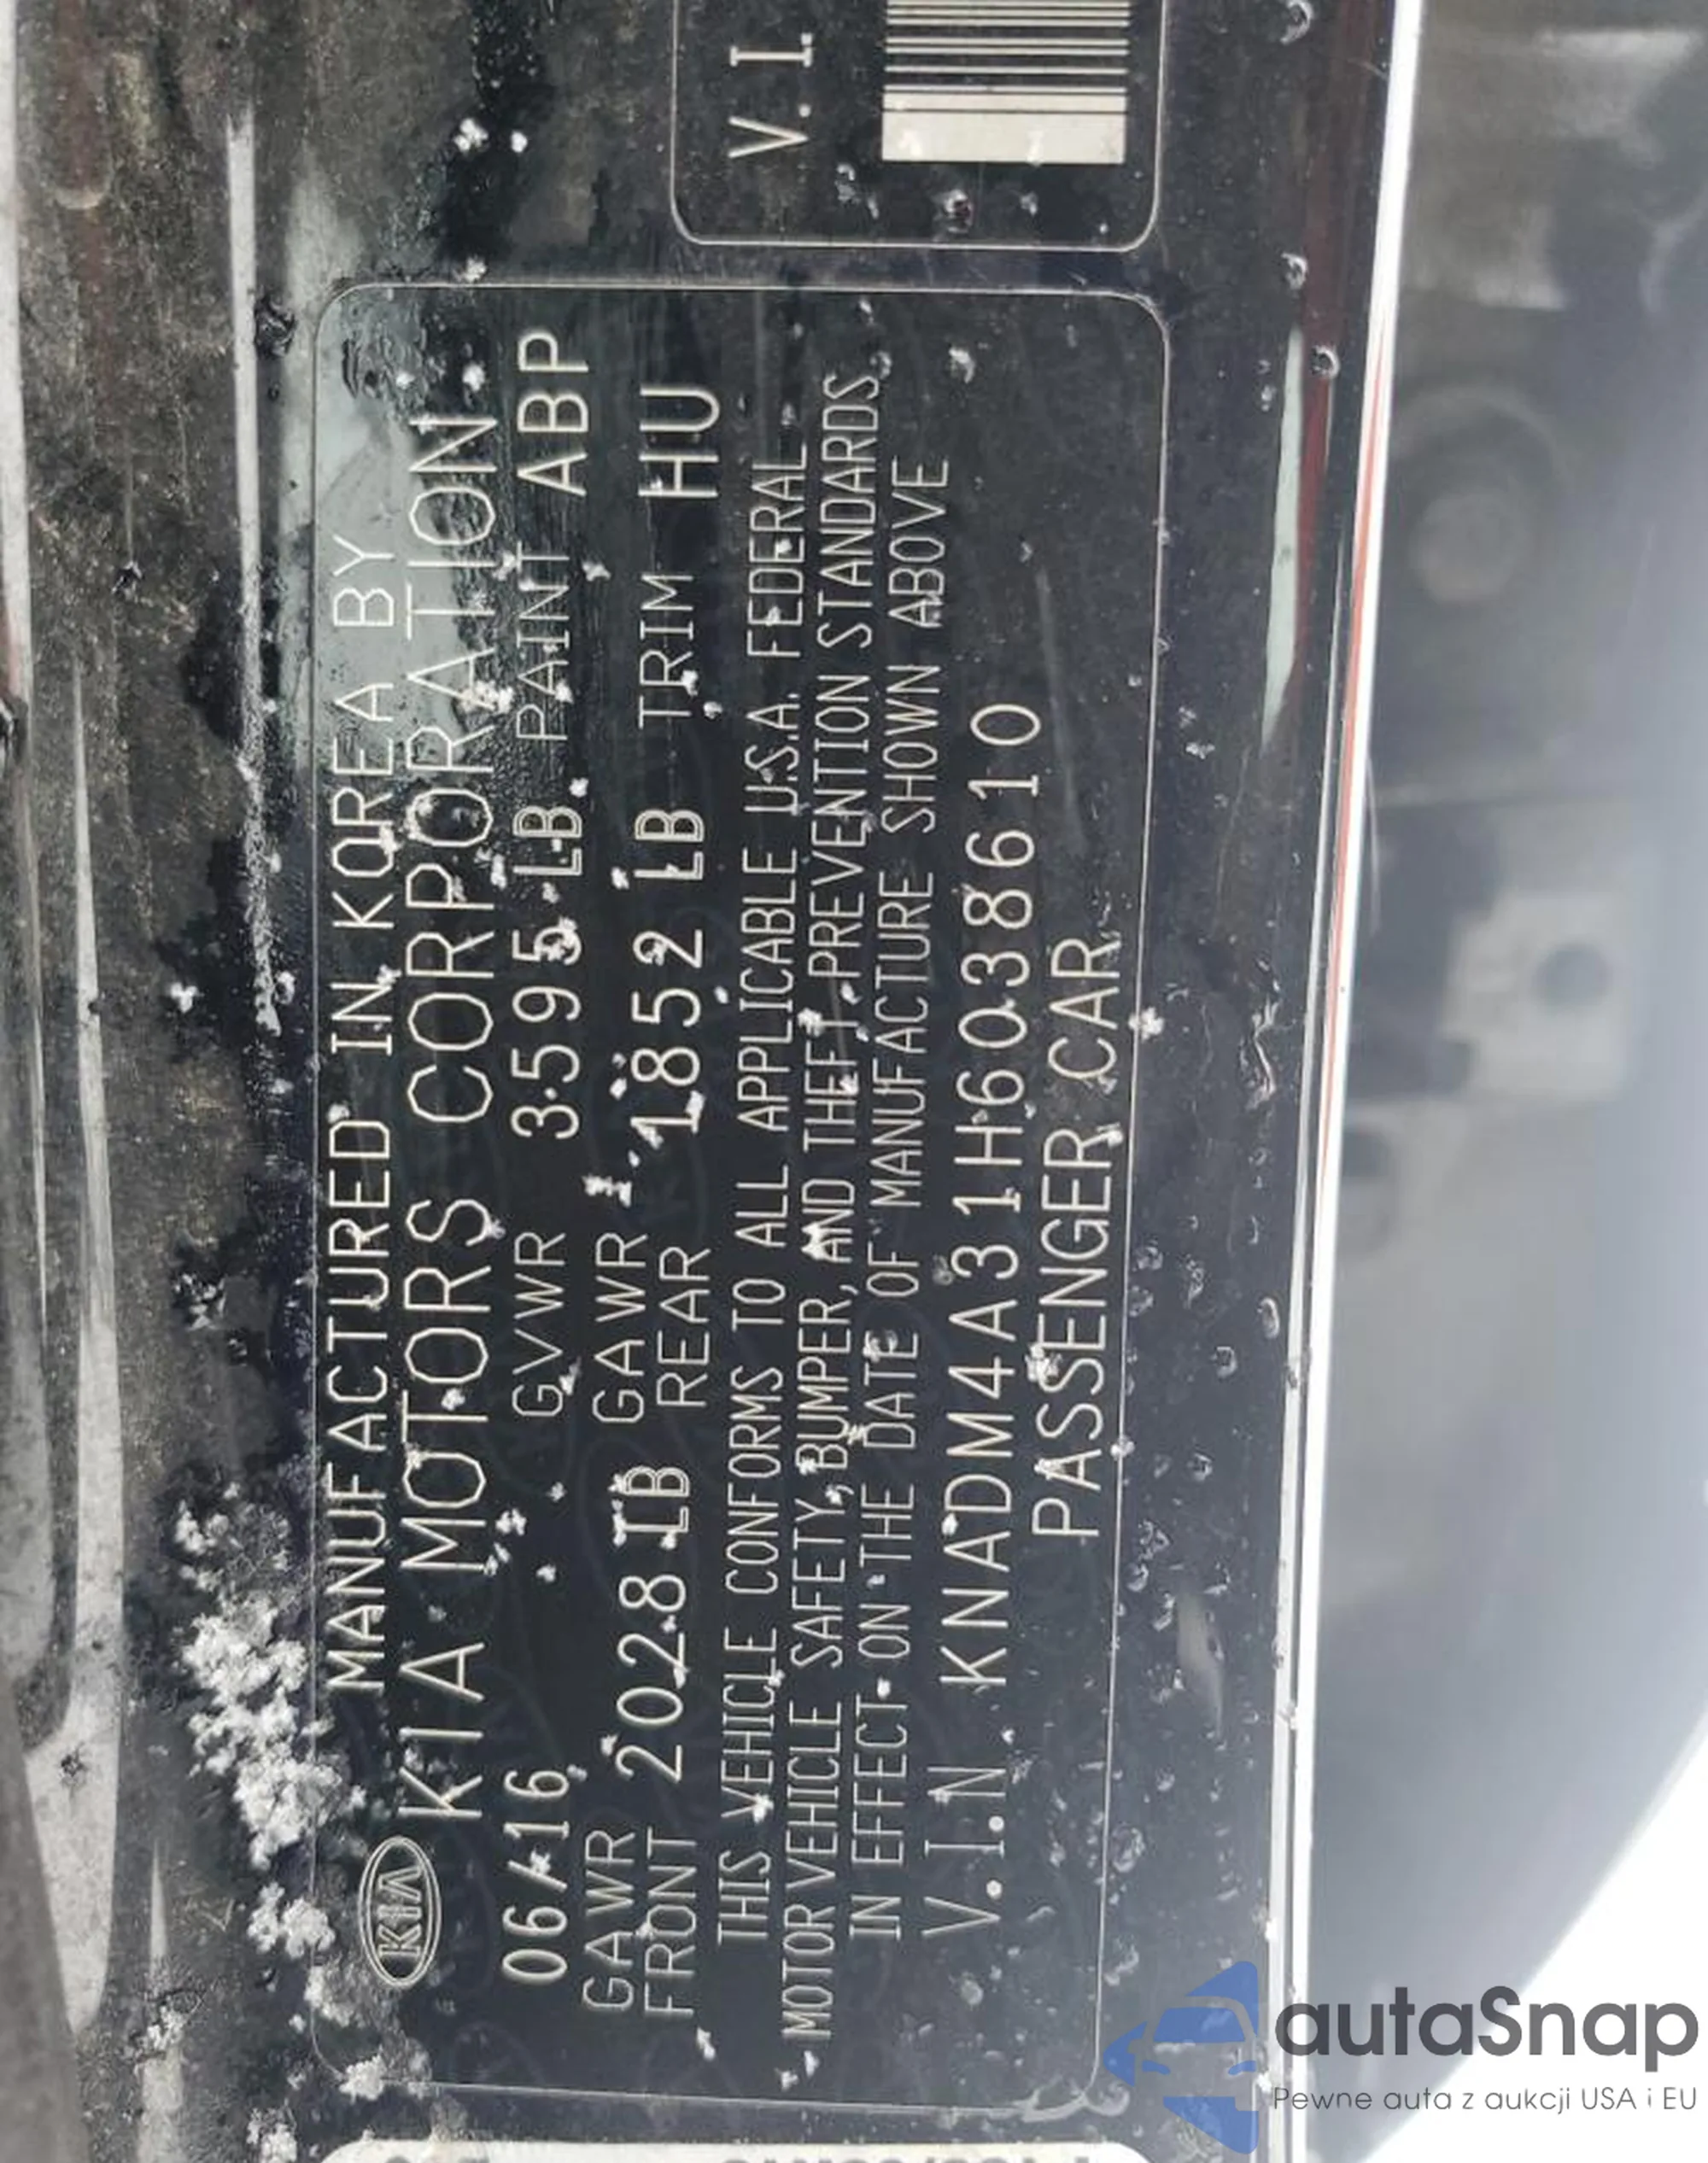 KIA
MANUFACTURED IN KOREA BY
KIA MOTORS CORPORATION
06/16 GVWR 3595 LB PAINT ABP
GAWR FRONT 2028 LB GAWR REAR 1852 LB TRIM HU
THIS VEHICLE CONFORMS TO ALL APPLICABLE U.S.A. FEDERAL
MOTOR VEHICLE SAFETY, BUMPER, AND THEFT PREVENTION STANDARDS
IN EFFECT ON THE DATE OF MANUFACTURE SHOWN ABOVE
V.I.N. KNADM4A31H6038610
PASSENGER CAR
V. I.
autaSnap
Pewne auta z aukcji USA i EU